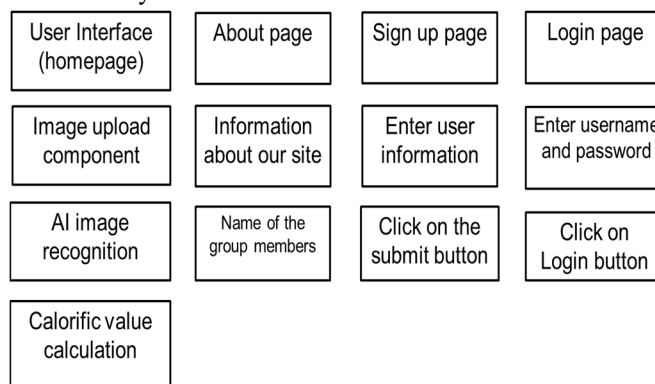 User Interface
(homepage)
About page
Sign up page
Login page
Image upload
component
Information
about our site
Enter user
information
Enter username
and password
AI image
recognition
Name of the
group members
Click on the
submit button
Click on
Login button
Calorific value
calculation